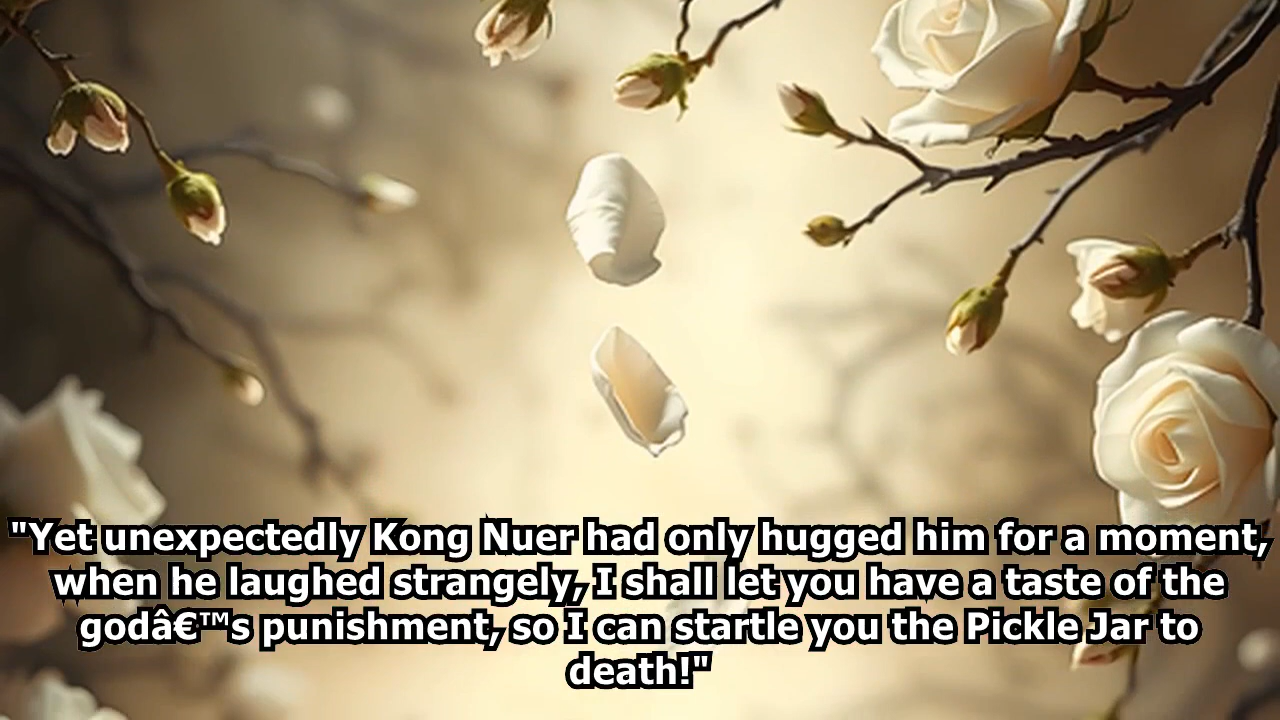 "Yet unexpectedly Kong Nuer had only hugged him for a moment,
when he laughed strangely, I shall let you have a taste of the
godâ€™s punishment, so I can startle you the Pickle Jar to
death!"